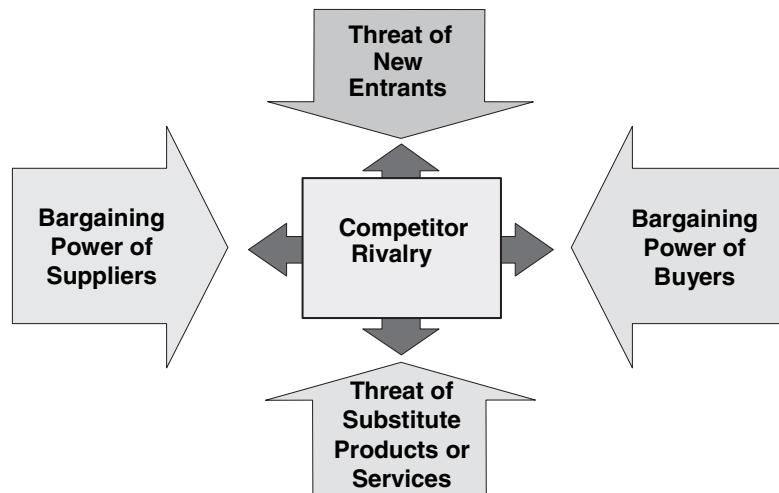 Threat of
New
Entrants
Bargaining
Power of
Suppliers
Competitor
Rivalry
Bargaining
Power of
Buyers
Threat of
Substitute
Products or
Services